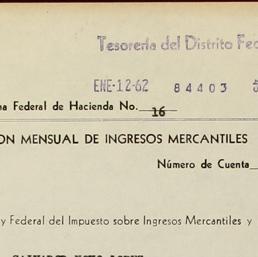 Tesorería del Distrito Fed
ENE-12-62 84403
na Federal de Hacienda No. 16
ON MENSUAL DE INGRESOS MERCANTILES
Número de Cuenta
y Federal del Impuesto sobre Ingresos Mercantiles y